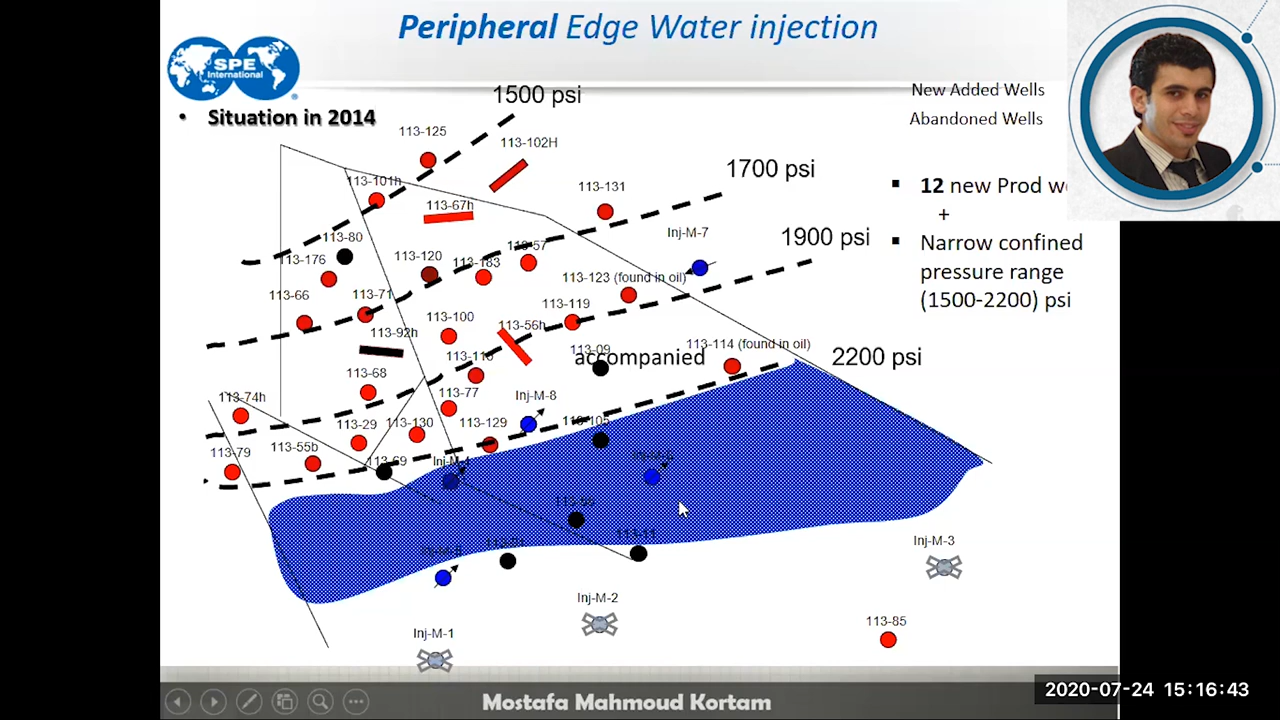 Peripheral Edge Water injection
SPE
International
• Situation in 2014
1500 psi
New Added Wells
Abandoned Wells
113-125
113-102H
1700 psi
113-101h
113-131
▪ 12 new Prod
+
▪ Narrow confined
pressure range
(1500-2200) psi
113-67h
Inj-M-7
1900 psi
113-80
113-176
113-120
113-183
113-123 (found in oil)
113-66
113-71
113-119
113-100
113-56h
113-92h
113-09
accompanied
113-114 (found in oil)
2200 psi
113-68
113-74h
113-77
Inj-M-8
113-29
113-130
113-129
113-79
113-55b
113-69
Inj-M-4
Inj-M-3
Inj-M-2
113-85
Inj-M-1
Mostafa Mahmoud Kortam
2020-07-24 15:16:43